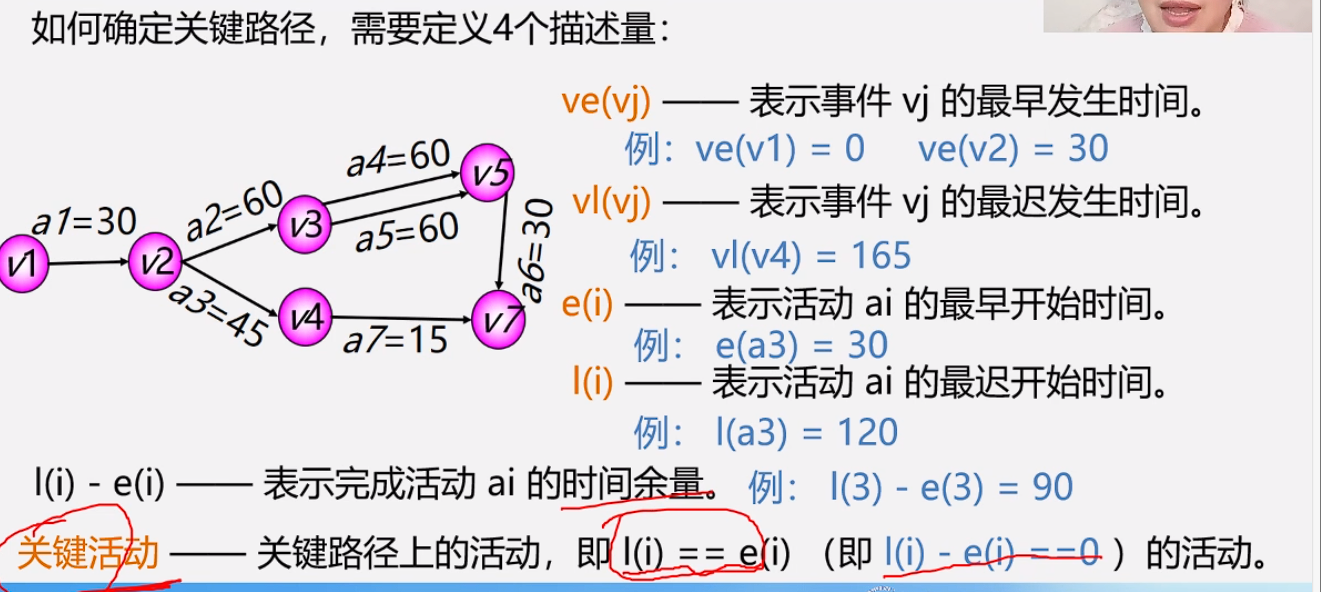 如何确定关键路径，需要定义4个描述量：
ve(vj) —— 表示事件 vj 的最早发生时间。
例：ve(v1) = 0 ve(v2) = 30
vl(vj) —— 表示事件 vj 的最迟发生时间。
例： vl(v4) = 165
e(i) —— 表示活动 ai 的最早开始时间。
例： e(a3) = 30
l(i) —— 表示活动 ai 的最迟开始时间。
例： l(a3) = 120
a4=60
v5
a1=30
a2=60
v3
a5=60
a6=30
v1
v2
a3=45
v4
a7=15
v7
l(i) - e(i) —— 表示完成活动 ai 的时间余量。 例： l(3) - e(3) = 90
关键活动 —— 关键路径上的活动，即 l(i) == e(i) （即 l(i) - e(i) ==0 ）的活动。